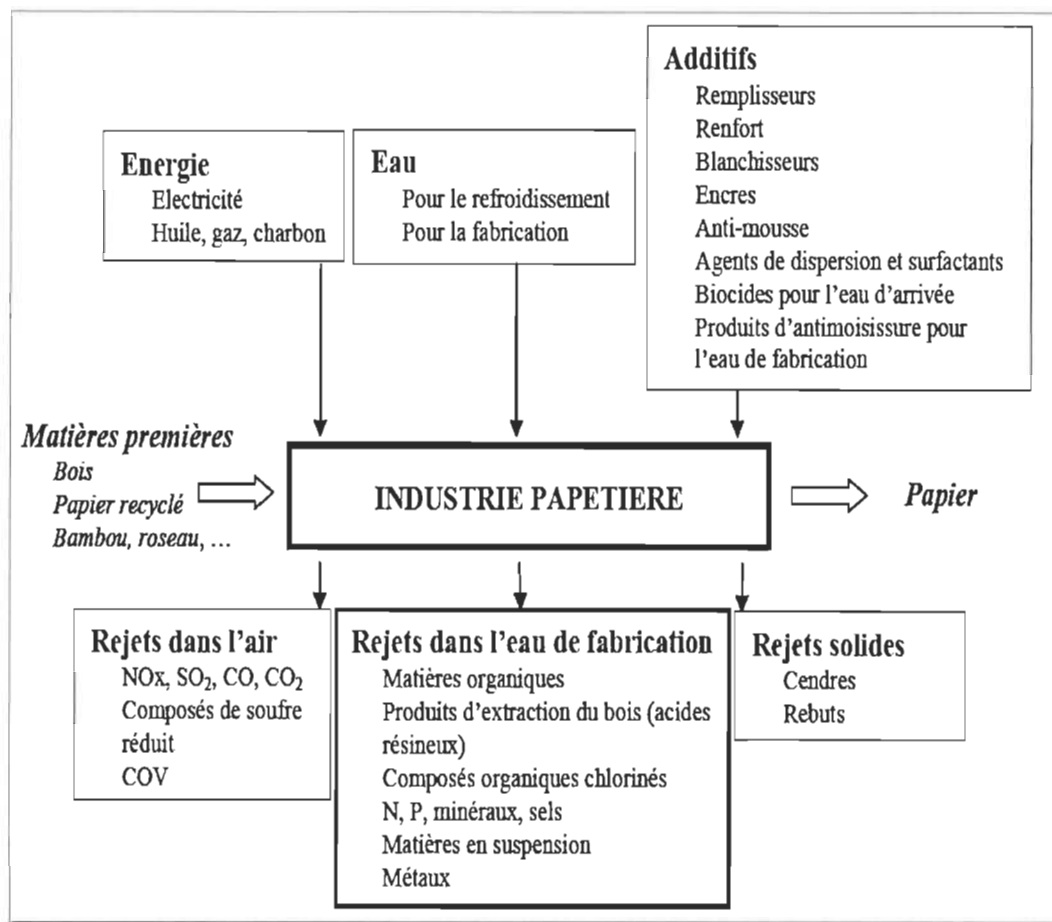 Energie
Electricité
Huile, gaz, charbon
Eau
Pour le refroidissement
Pour la fabrication
Additifs
Remplisseurs
Renfort
Blanchisseurs
Encres
Anti-mousse
Agents de dispersion et surfactants
Biocides pour l'eau d'arrivée
Produits d'antimoisissure pour
l'eau de fabrication
Matières premières
Bois
Papier recyclé
Bambou, roseau, ...
INDUSTRIE PAPETIERE
Papier
Rejets dans l'air
NOx, SO₂, CO, CO₂
Composés de soufre
réduit
COV
Rejets dans l'eau de fabrication
Matières organiques
Produits d'extraction du bois (acides
résineux)
Composés organiques chlorinés
N, P, minéraux, sels
Matières en suspension
Métaux
Rejets solides
Cendres
Rebuts